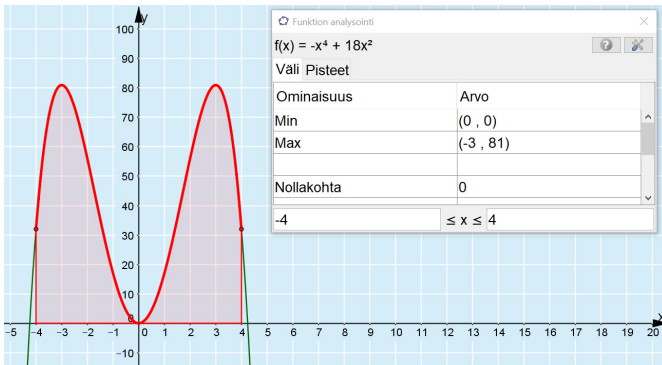 Funktion analysointi
f(x) = -x⁴ + 18x²
Väli Pisteet
Ominaisuus Arvo
Min (0 , 0)
Max (-3 , 81)
Nollakohta 0
-4 ≤ x ≤ 4
y
100
90
80
70
60
50
40
30
20
10
0
-10
-5 -4 -3 -2 -1 0 1 2 3 4 5 6 7 8 9 10 11 12 13 14 15 16 17 18 19 20
x